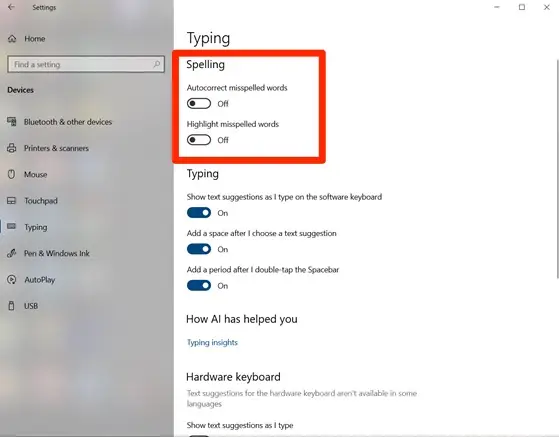 Settings
Home
Find a setting
Devices
Bluetooth & other devices
Printers & scanners
Mouse
Touchpad
Typing
Pen & Windows Ink
AutoPlay
USB
Typing
Spelling
Autocorrect misspelled words
Off
Highlight misspelled words
Off
Typing
Show text suggestions as I type on the software keyboard
On
Add a space after I choose a text suggestion
On
Add a period after I double-tap the Spacebar
On
How AI has helped you
Typing insights
Hardware keyboard
Text suggestions for the hardware keyboard aren't available in some
languages
Show text suggestions as I type